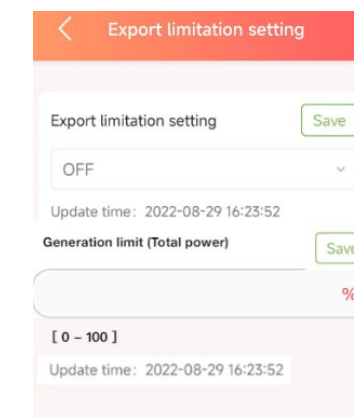 Export limitation setting
Export limitation setting
Save
OFF
Update time: 2022-08-29 16:23:52
Generation limit (Total power)
Save
%
[ 0 – 100 ]
Update time: 2022-08-29 16:23:52